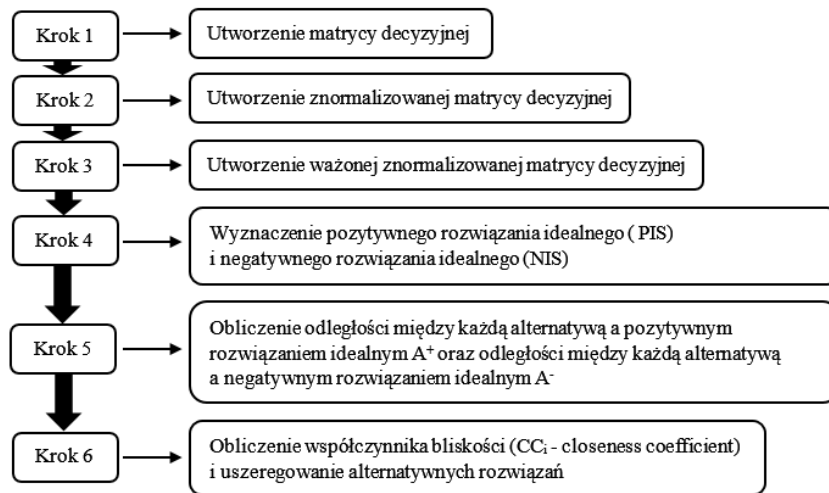 Krok 1
Utworzenie matrycy decyzyjnej
Krok 2
Utworzenie znormalizowanej matrycy decyzyjnej
Krok 3
Utworzenie ważonej znormalizowanej matrycy decyzyjnej
Krok 4
Wyznaczenie pozytywnego rozwiązania idealnego ( PIS)
i negatywnego rozwiązania idealnego (NIS)
Krok 5
Obliczenie odległości między każdą alternatywą a pozytywnym
rozwiązaniem idealnym A⁺ oraz odległości między każdą alternatywą
a negatywnym rozwiązaniem idealnym A⁻
Krok 6
Obliczenie współczynnika bliskości (CCᵢ - closeness coefficient)
i uszeregowanie alternatywnych rozwiązań